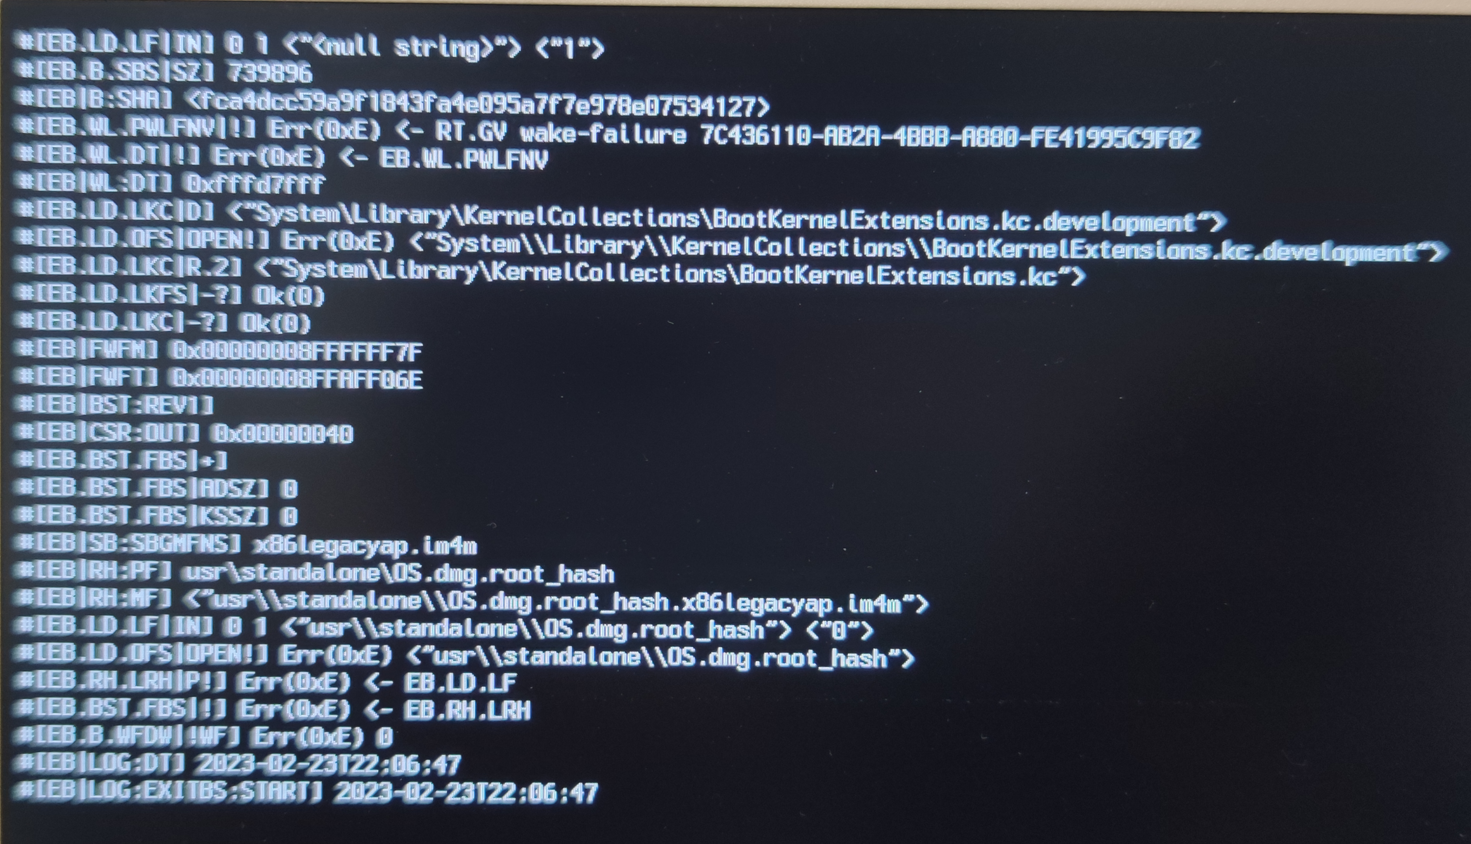 #[EB.LD.LF|IN] 0 1 <"<null string>"> <"1">
#[EB.B.SBS|SZ] 739896
#[EB|B:SHA] <fca4dcc59a9f1843fa4e095a7f7e978e07534127>
#[EB.WL.PWLFNV|!] Err(0xE) <- RT.GV wake-failure 7C436110-AB2A-4BBB-A880-FE41995C9F82
#[EB.WL.DT|!] Err(0xE) <- EB.WL.PWLFNV
#[EB|WL:DT] 0xfffd7fff
#[EB.LD.LKC|D] <"System\Library\KernelCollections\BootKernelExtensions.kc.development">
#[EB.LD.OFS|OPEN!] Err(0xE) <"System\\Library\\KernelCollections\\BootKernelExtensions.kc.development">
#[EB.LD.LKC|R.2] <"System\Library\KernelCollections\BootKernelExtensions.kc">
#[EB.LD.LKFS|-?] Ok(0)
#[EB.LD.LKC|-?] Ok(0)
#[EB|FWFM] 0x00000008FFFFFF7F
#[EB|FWFT] 0x00000008FFAFF06E
#[EB|BST:REV1]
#[EB|CSR:OUT] 0x00000040
#[EB.BST.FBS|+]
#[EB.BST.FBS|ADSZ] 0
#[EB.BST.FBS|KSSZ] 0
#[EB|SB:SBGMFNS] x86legacyap.im4m
#[EB|RH:PF] usr\standalone\OS.dmg.root_hash
#[EB|RH:MF] <"usr\\standalone\\OS.dmg.root_hash.x86legacyap.im4m">
#[EB.LD.LF|IN] 0 1 <"usr\\standalone\\OS.dmg.root_hash"> <"0">
#[EB.LD.OFS|OPEN!] Err(0xE) <"usr\\standalone\\OS.dmg.root_hash">
#[EB.RH.LRH|P!] Err(0xE) <- EB.LD.LF
#[EB.BST.FBS|!] Err(0xE) <- EB.RH.LRH
#[EB.B.WFDW|!WF] Err(0xE) 0
#[EB|LOG:DT] 2023-02-23T22:06:47
#[EB|LOG:EXITBS:START] 2023-02-23T22:06:47